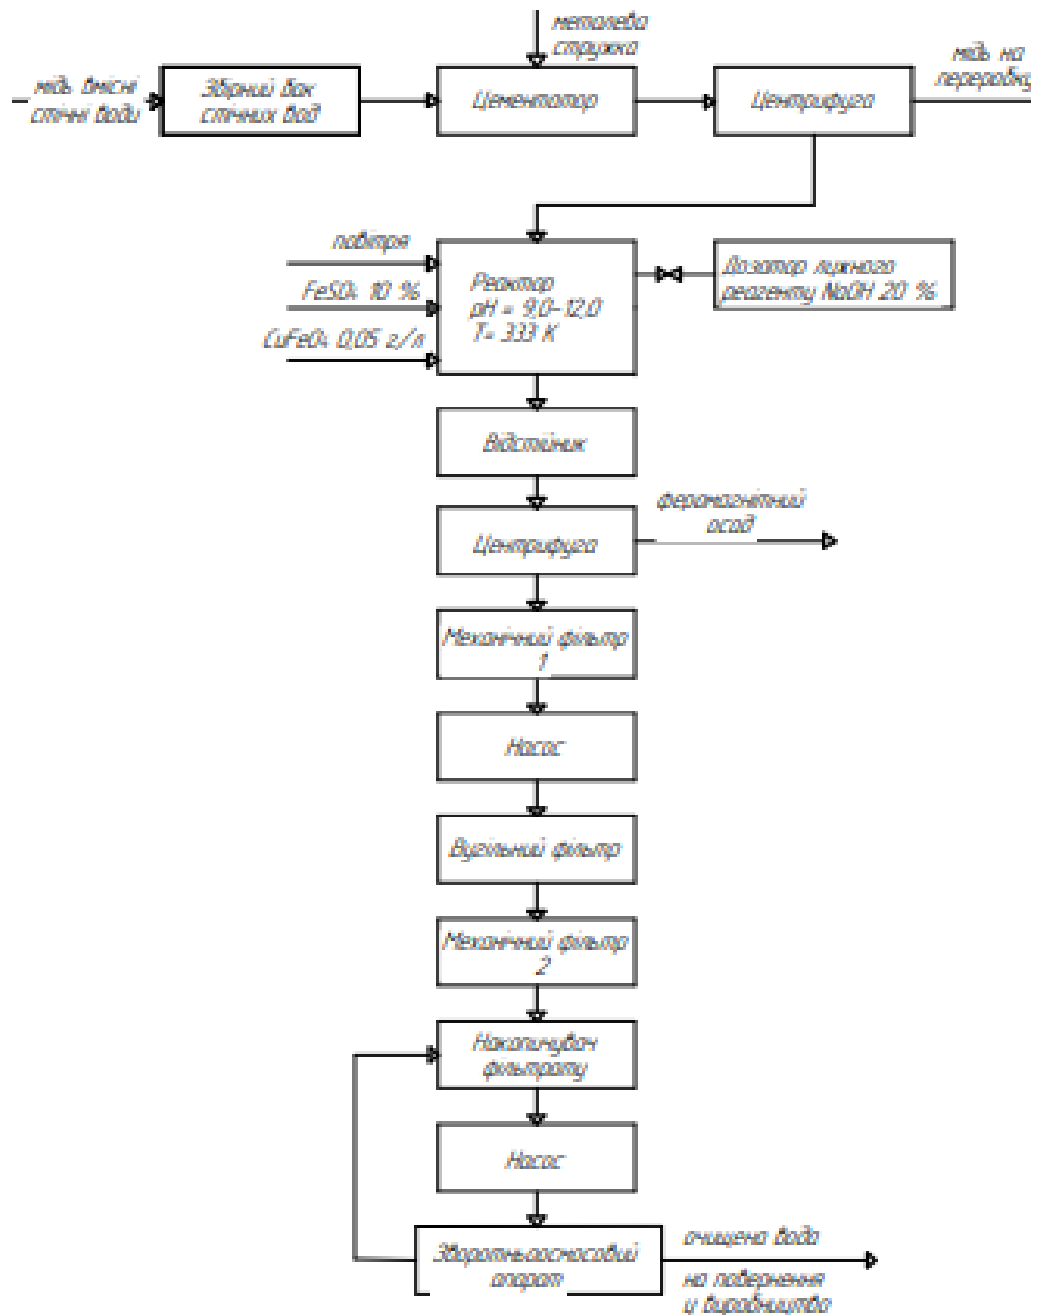 металева
стружка
мідь вмісні
стічні води
Збірний бак
стічних вод
Цементатор
Центрифуга
мідь на
переробку
повітря
FeSO₄ 10 %
CuFeO₄ 0,05 г/л
Реактор
pH = 9,0-12,0
T= 333 K
Дозатор лужного
реагенту NaOH 20 %
Відстійник
Центрифуга
феромагнітний
осад
Механічний фільтр
1
Насос
Вугільний фільтр
Механічний фільтр
2
Накопичувач
фільтрату
Насос
Зворотньоосмосовий
апарат
очищена вода
на повернення
у виробництво